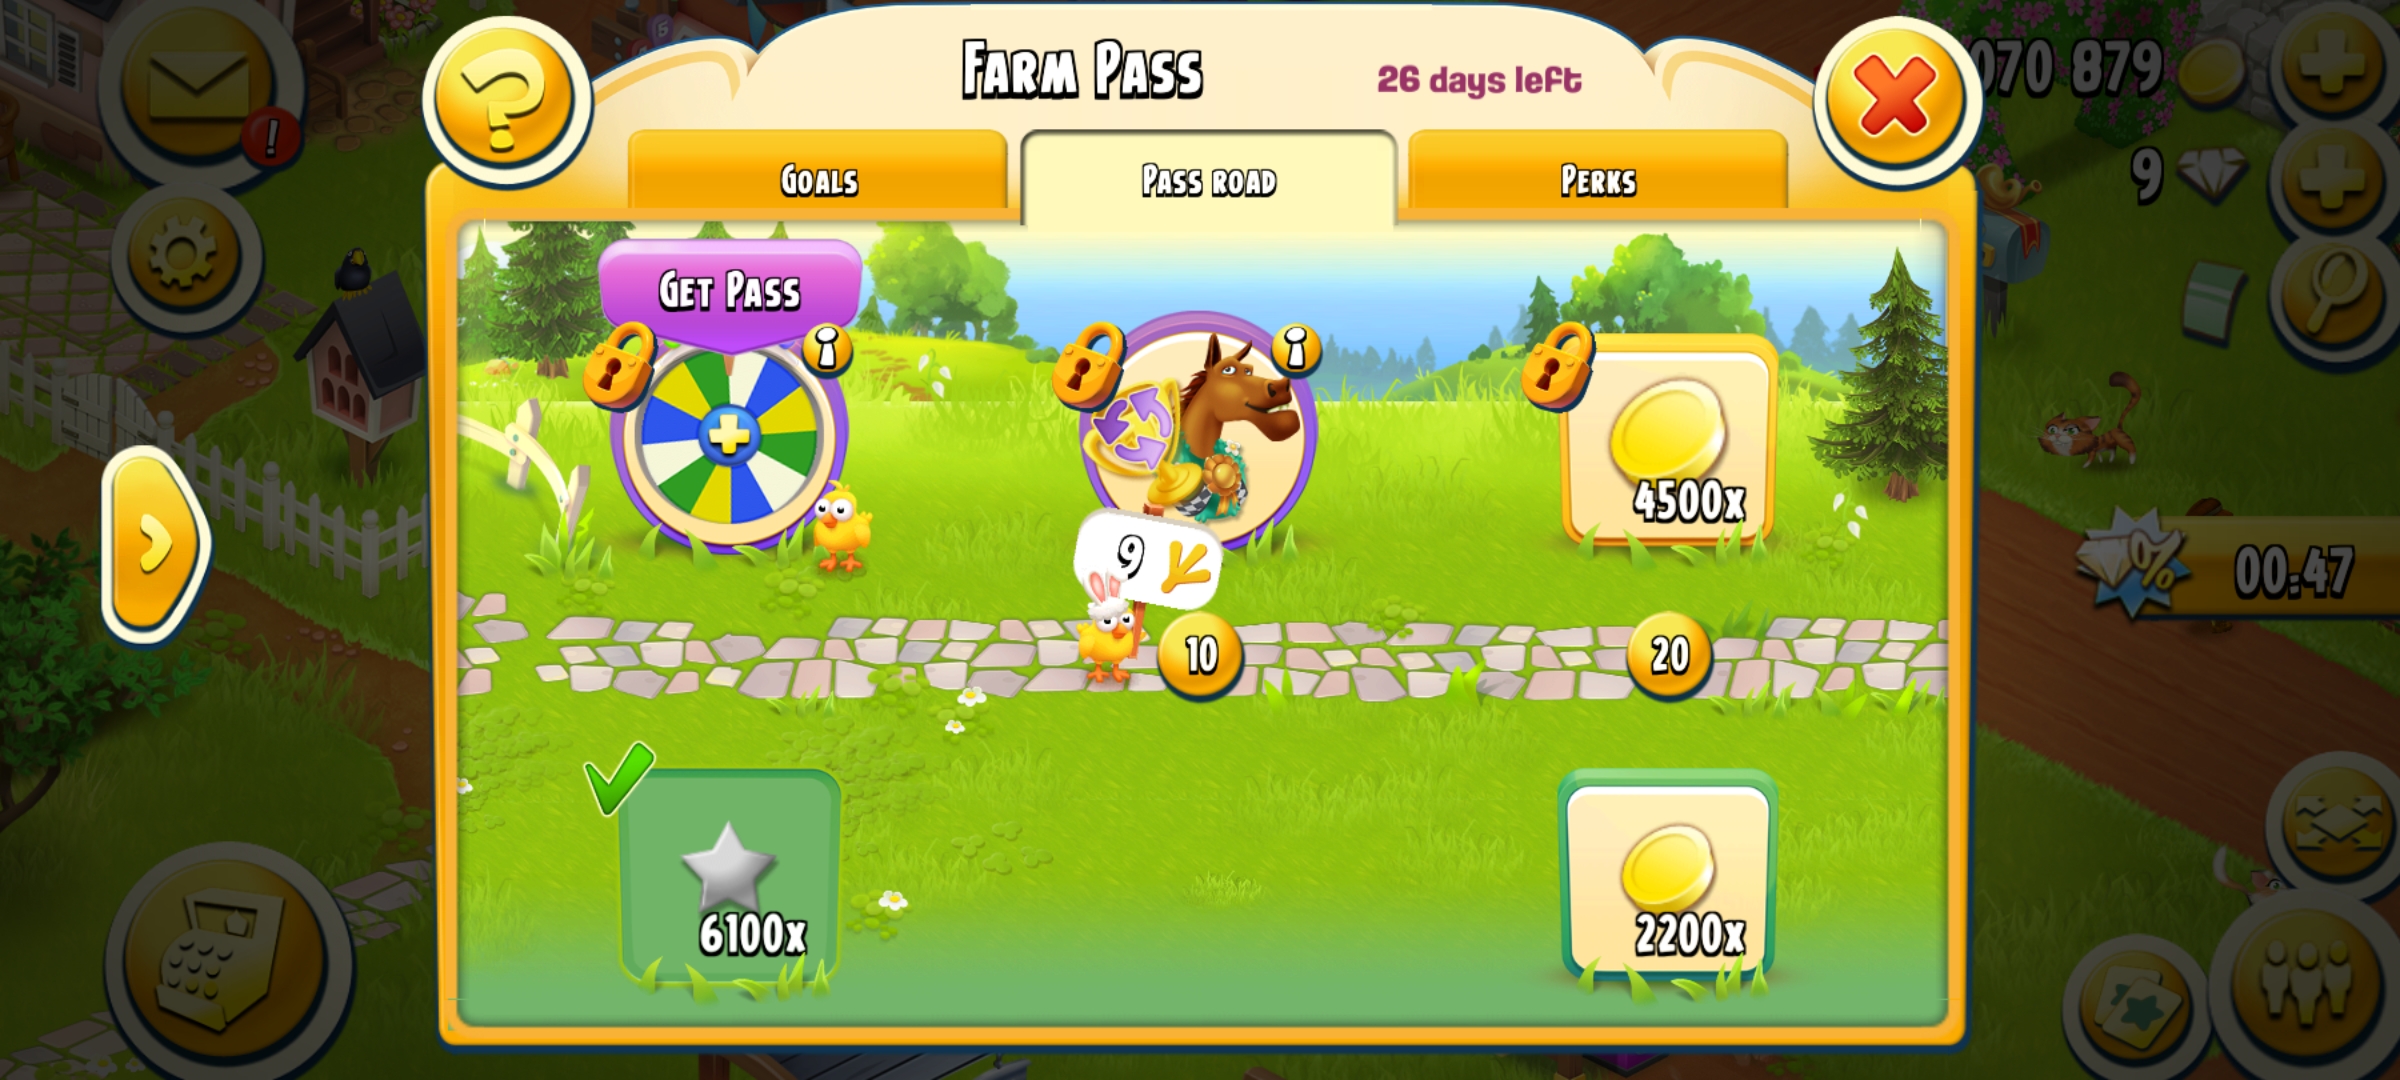 FARM PASS
26 days left
070 879
GOALS
PASS ROAD
PERKS
9
GET PASS
4500x
9
00:47
10
20
6100x
2200x